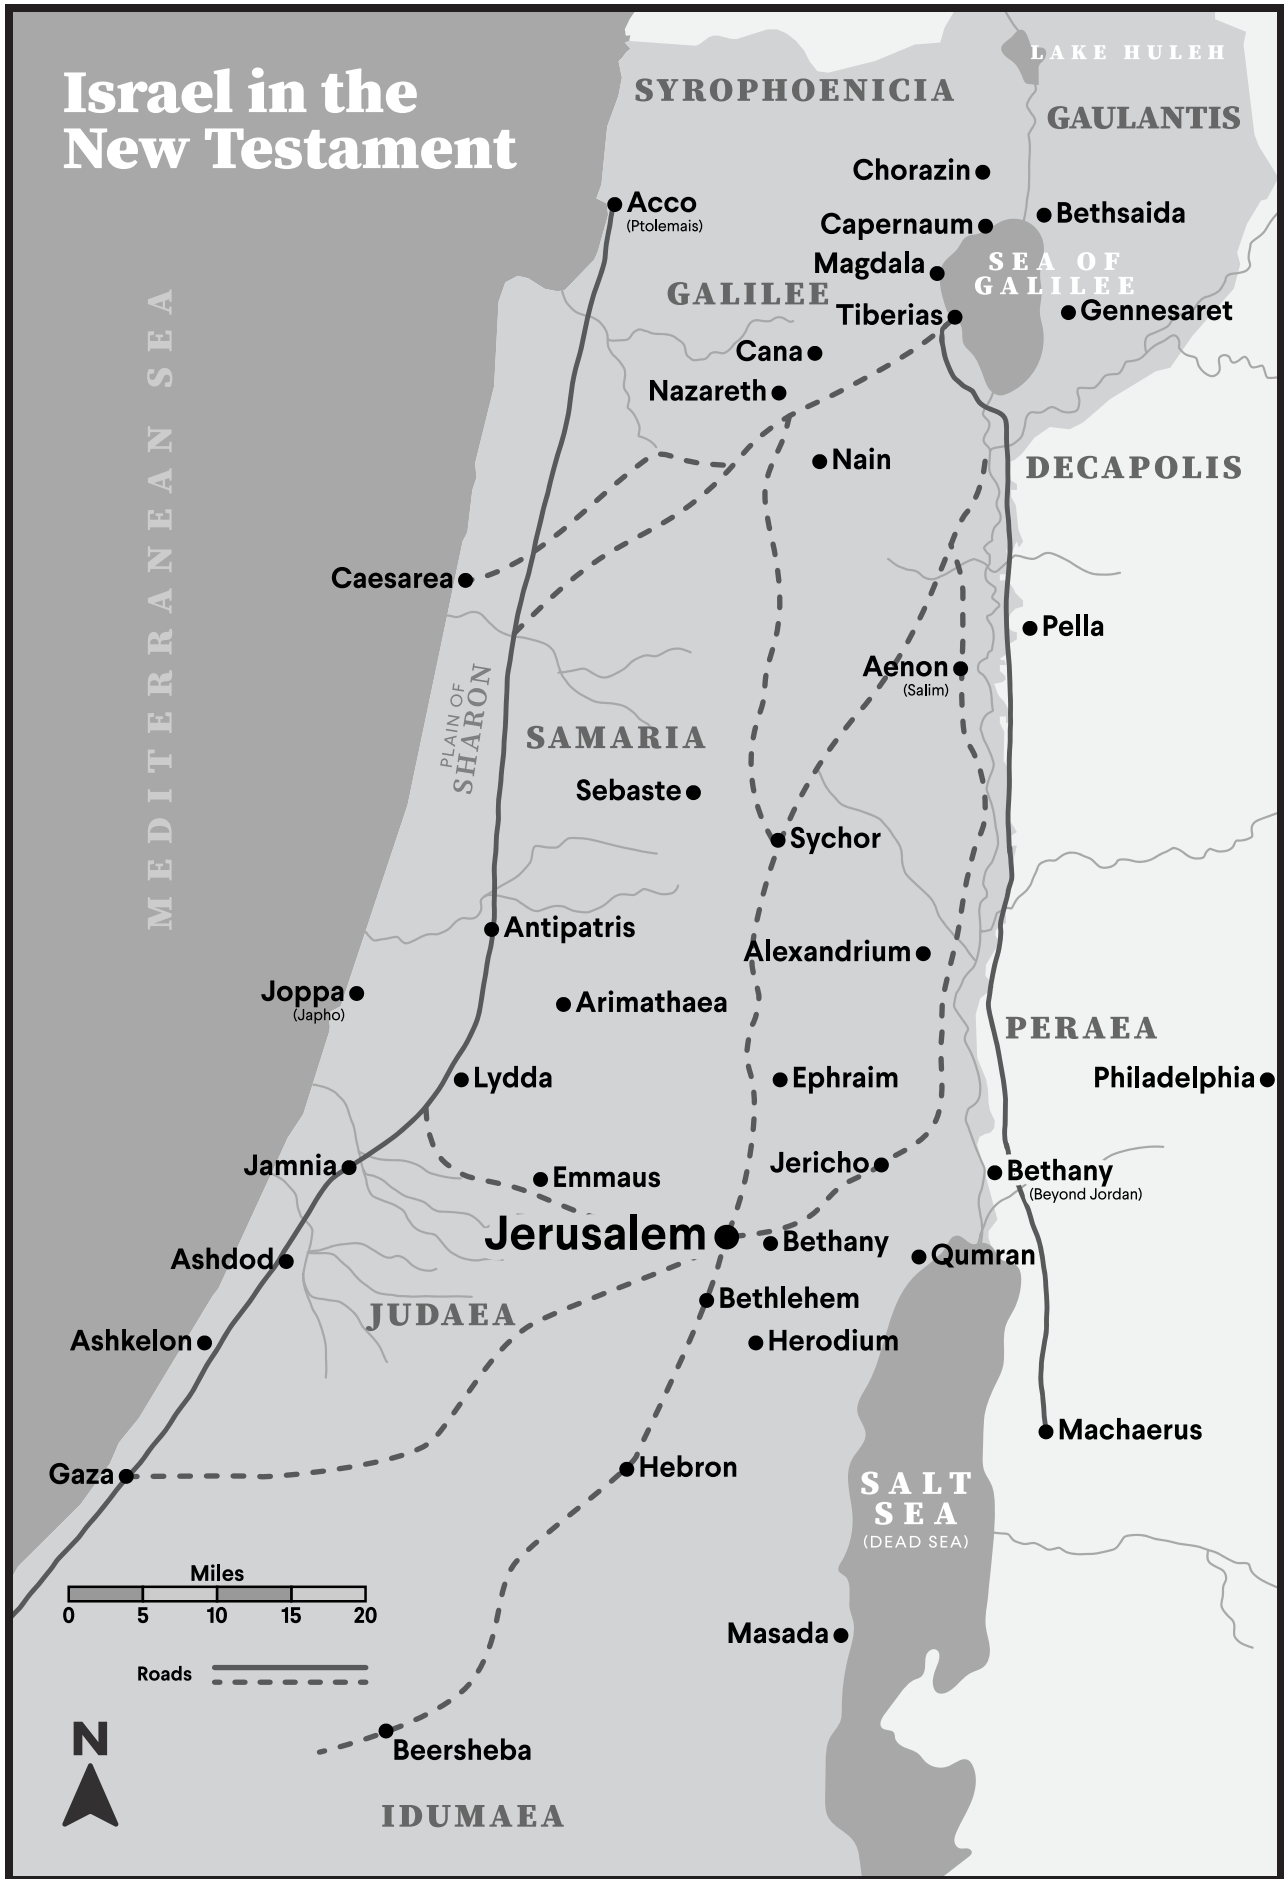 Israel in the
New Testament
LAKE HULEH
SYROPHOENICIA
GAULANTIS
Chorazin
Acco
(Ptolemais)
Capernaum
Bethsaida
Magdala
SEA OF
GALILEE
GALILEE
Tiberias
Gennesaret
Cana
Nazareth
MEDITERRANEAN SEA
Nain
DECAPOLIS
Caesarea
Pella
Aenon
(Salim)
PLAIN OF
SHARON
SAMARIA
Sebaste
Sychor
Antipatris
Alexandrium
Joppa
(Japho)
Arimathaea
PERAEA
Lydda
Ephraim
Philadelphia
Jamnia
Emmaus
Jericho
Bethany
(Beyond Jordan)
Jerusalem
Bethany
Qumran
Ashdod
Bethlehem
JUDAEA
Ashkelon
Herodium
Machaerus
Gaza
Hebron
SALT
SEA
(DEAD SEA)
Miles
0 5 10 15 20
Masada
Roads
N
Beersheba
IDUMAEA